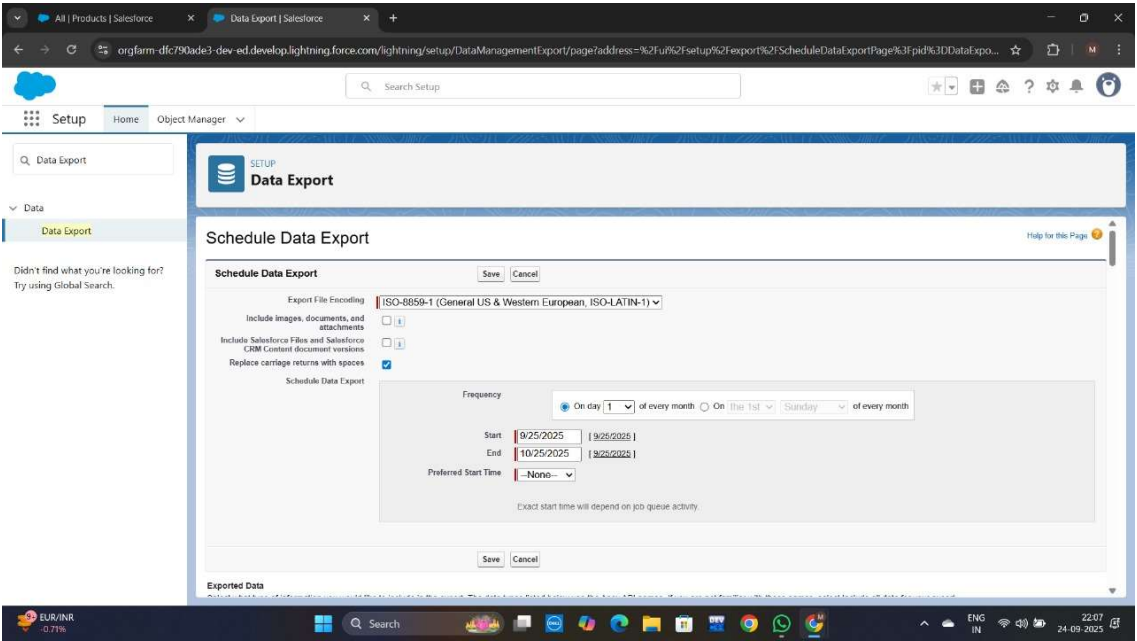 All | Products | Salesforce
Data Export | Salesforce
orgfarm-dfc790ade3-dev-ed.develop.lightning.force.com/lightning/setup/DataManagementExport/page?address=%2Fui%2Fsetup%2Fexport%2FScheduleDataExportPage%3Fpid%3DDataExpo...
M
Search Setup
Setup
Home
Object Manager
Data Export
Data
Data Export
Didn't find what you're looking for?
Try using Global Search.
SETUP
Data Export
Schedule Data Export
Help for this Page
Schedule Data Export
Save Cancel
Export File Encoding ISO-8859-1 (General US & Western European, ISO-LATIN-1)
Include images, documents, and
attachments
Include Salesforce Files and Salesforce
CRM Content document versions
Replace carriage returns with spaces
Schedule Data Export
Frequency
On day 1 of every month On the 1st Sunday of every month
Start 9/25/2025 [ 9/25/2025 ]
End 10/25/2025 [ 9/25/2025 ]
Preferred Start Time --None--
Exact start time will depend on job queue activity.
Save Cancel
Exported Data
EUR/INR
-0.71%
Search
ENG
IN
22:07
24-09-2025